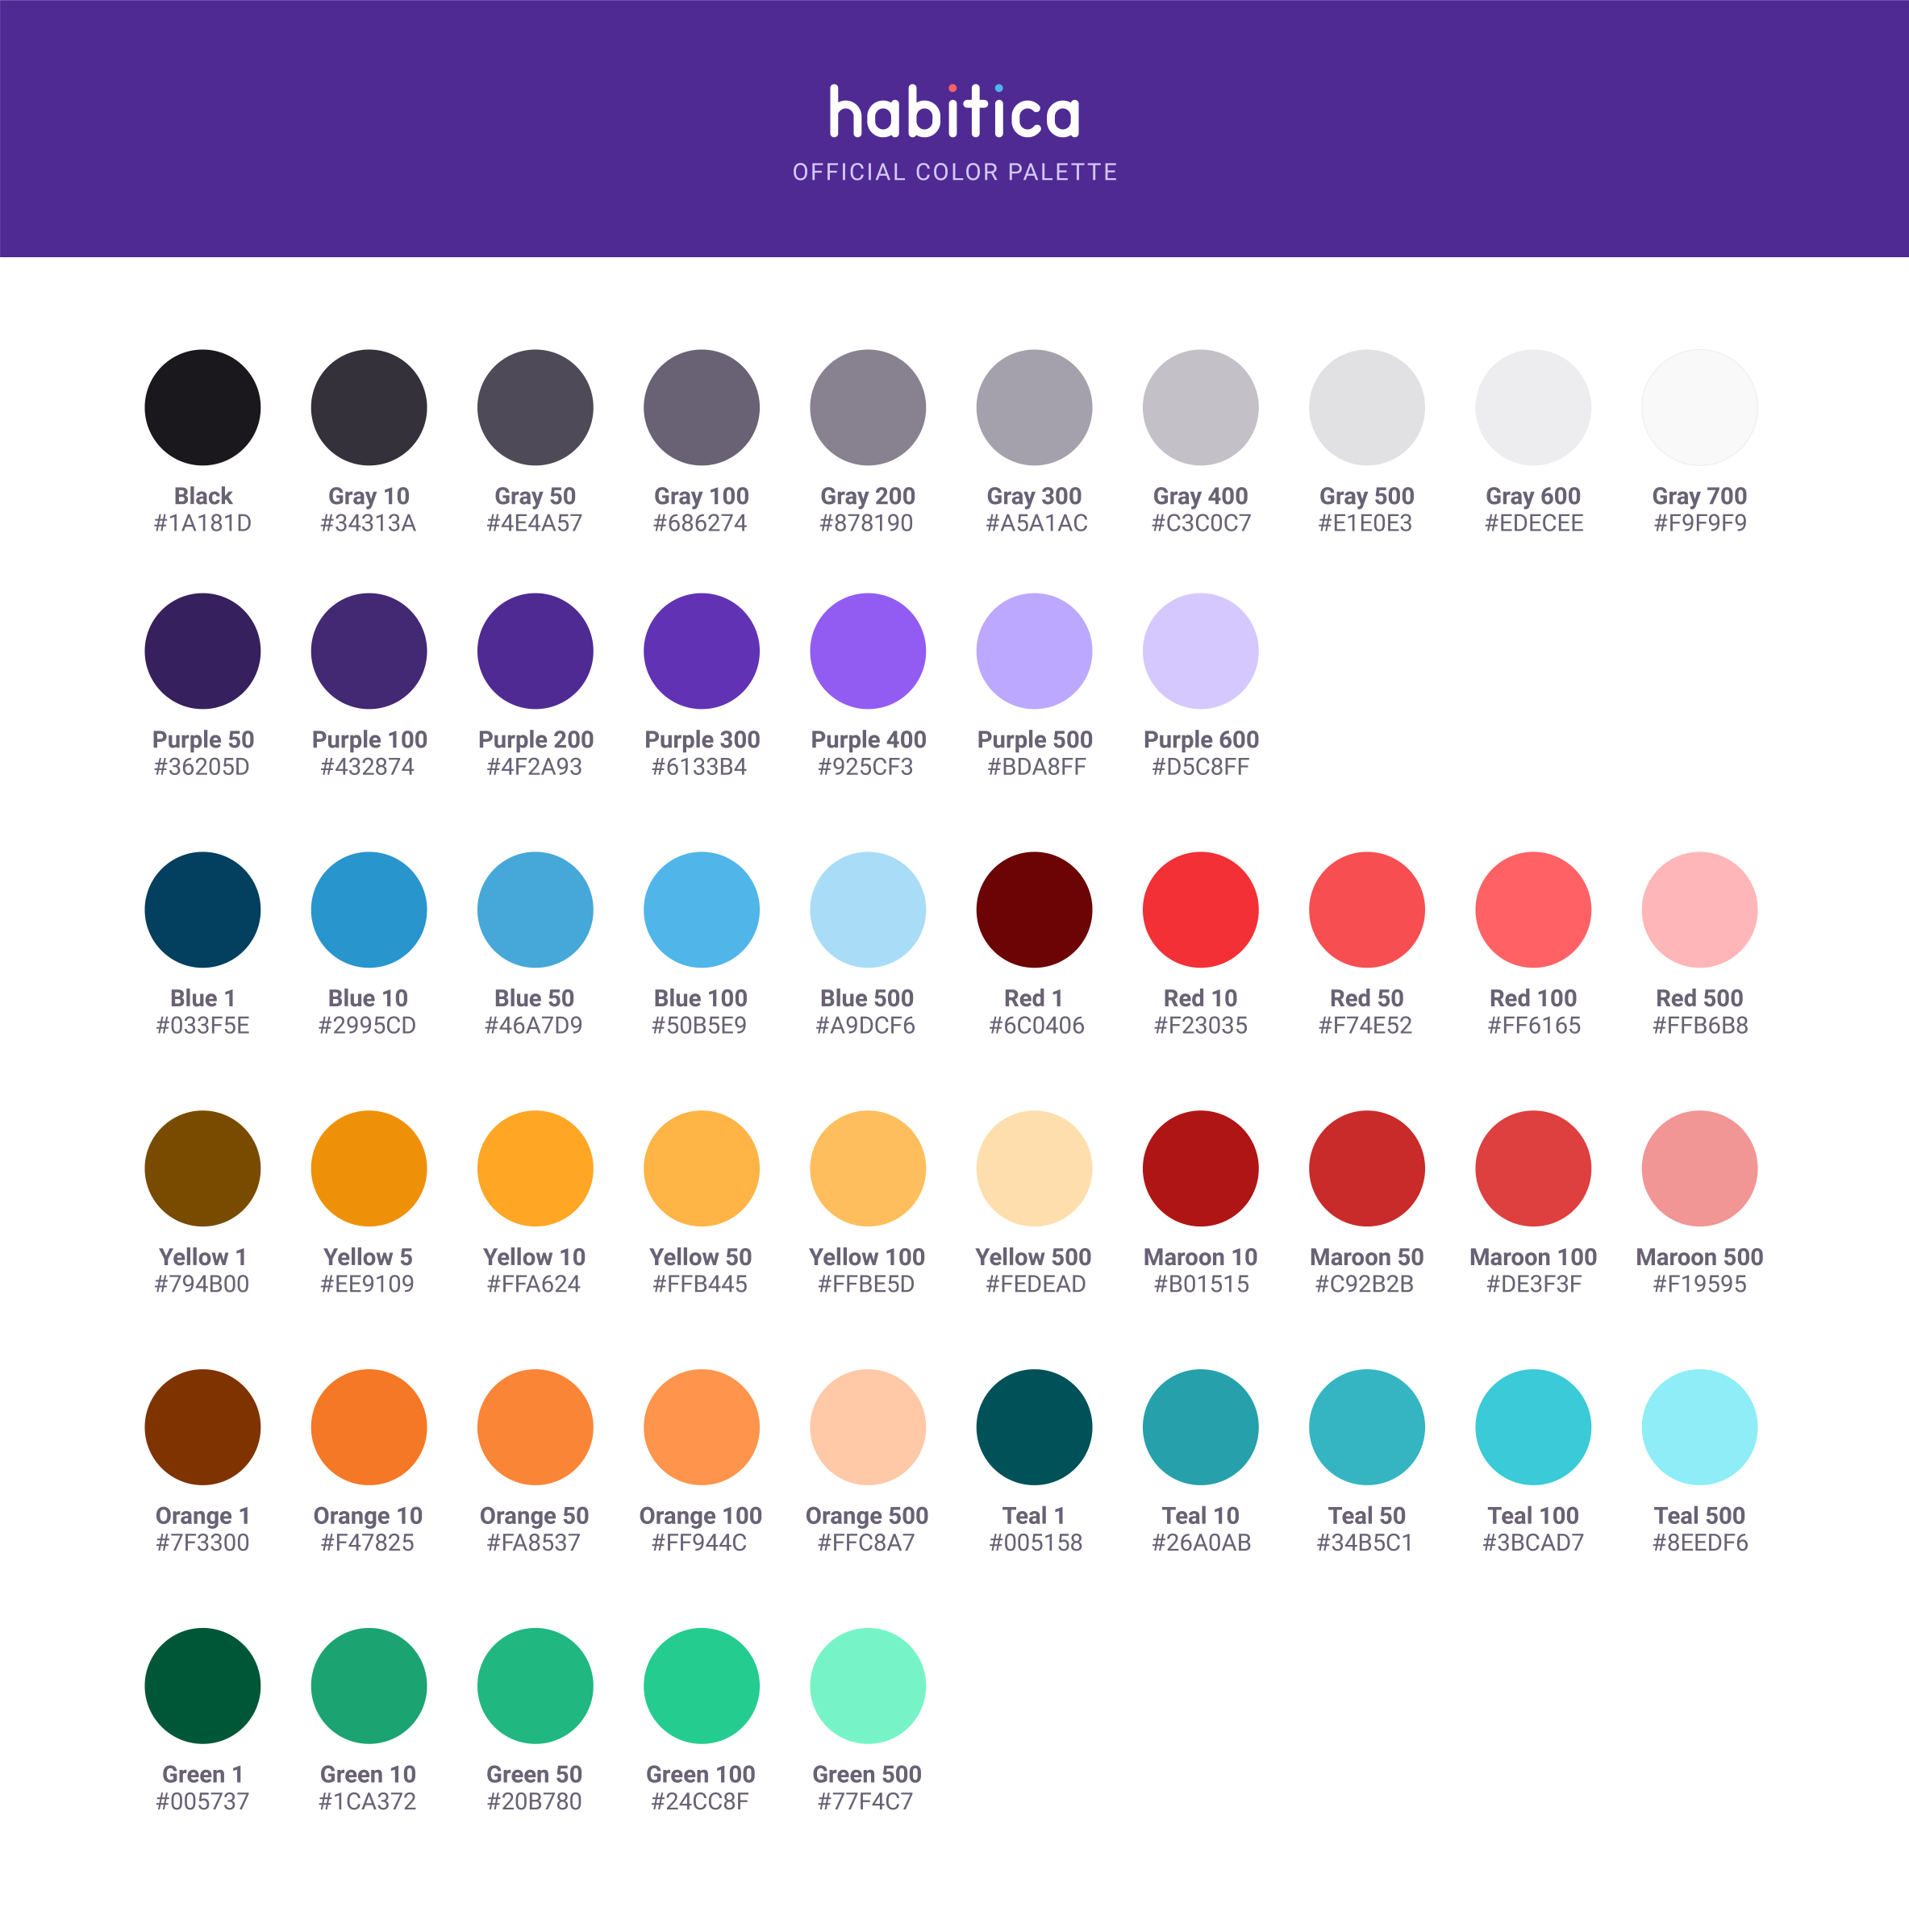 habitica
OFFICIAL COLOR PALETTE
Black Gray 10 Gray 50 Gray 100 Gray 200 Gray 300 Gray 400 Gray 500 Gray 600 Gray 700
#1A181D #34313A #4E4A57 #686274 #878190 #A5A1AC #C3C0C7 #E1E0E3 #EDECEE #F9F9F9
Purple 50 Purple 100 Purple 200 Purple 300 Purple 400 Purple 500 Purple 600
#36205D #432874 #4F2A93 #6133B4 #925CF3 #BDA8FF #D5C8FF
Blue 1 Blue 10 Blue 50 Blue 100 Blue 500 Red 1 Red 10 Red 50 Red 100 Red 500
#033F5E #2995CD #46A7D9 #50B5E9 #A9DCF6 #6C0406 #F23035 #F74E52 #FF6165 #FFB6B8
Yellow 1 Yellow 5 Yellow 10 Yellow 50 Yellow 100 Yellow 500 Maroon 10 Maroon 50 Maroon 100 Maroon 500
#794B00 #EE9109 #FFA624 #FFB445 #FFBE5D #FEDEAD #B01515 #C92B2B #DE3F3F #F19595
Orange 1 Orange 10 Orange 50 Orange 100 Orange 500 Teal 1 Teal 10 Teal 50 Teal 100 Teal 500
#7F3300 #F47825 #FA8537 #FF944C #FFC8A7 #005158 #26A0AB #34B5C1 #3BCAD7 #8EEDF6
Green 1 Green 10 Green 50 Green 100 Green 500
#005737 #1CA372 #20B780 #24CC8F #77F4C7